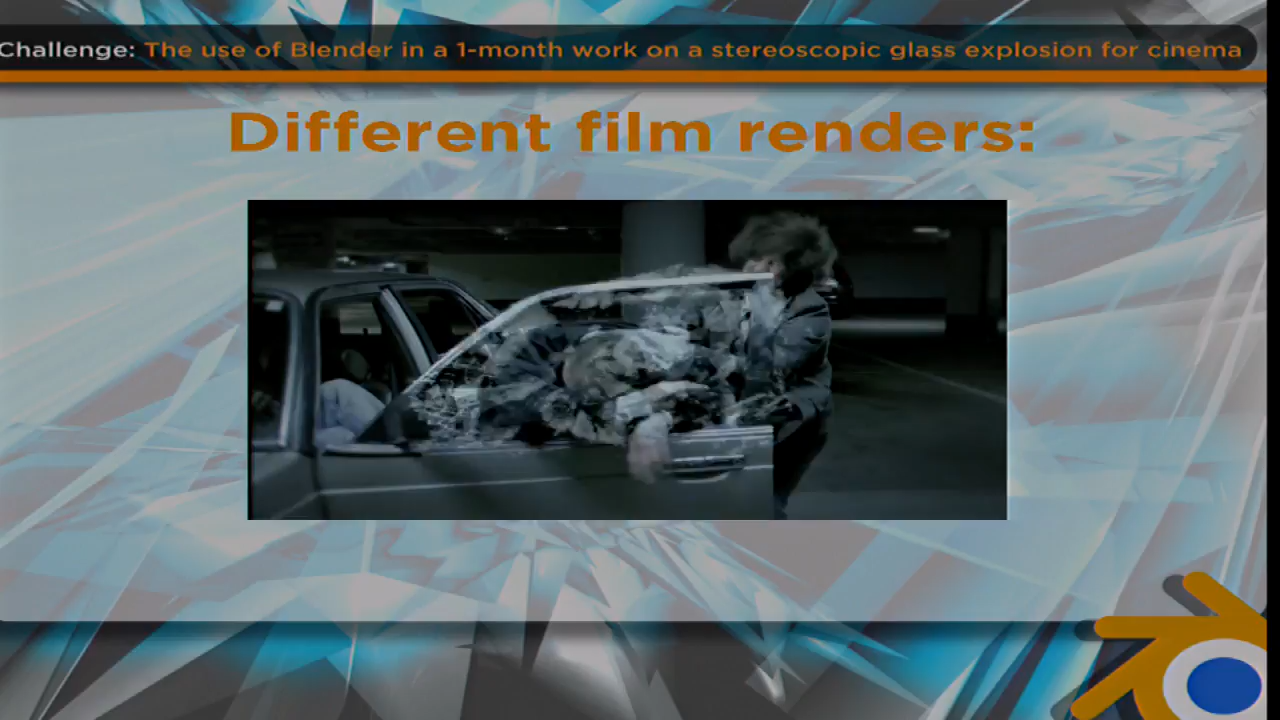 Challenge: The use of Blender in a 1-month work on a stereoscopic glass explosion for cinema
Different film renders: